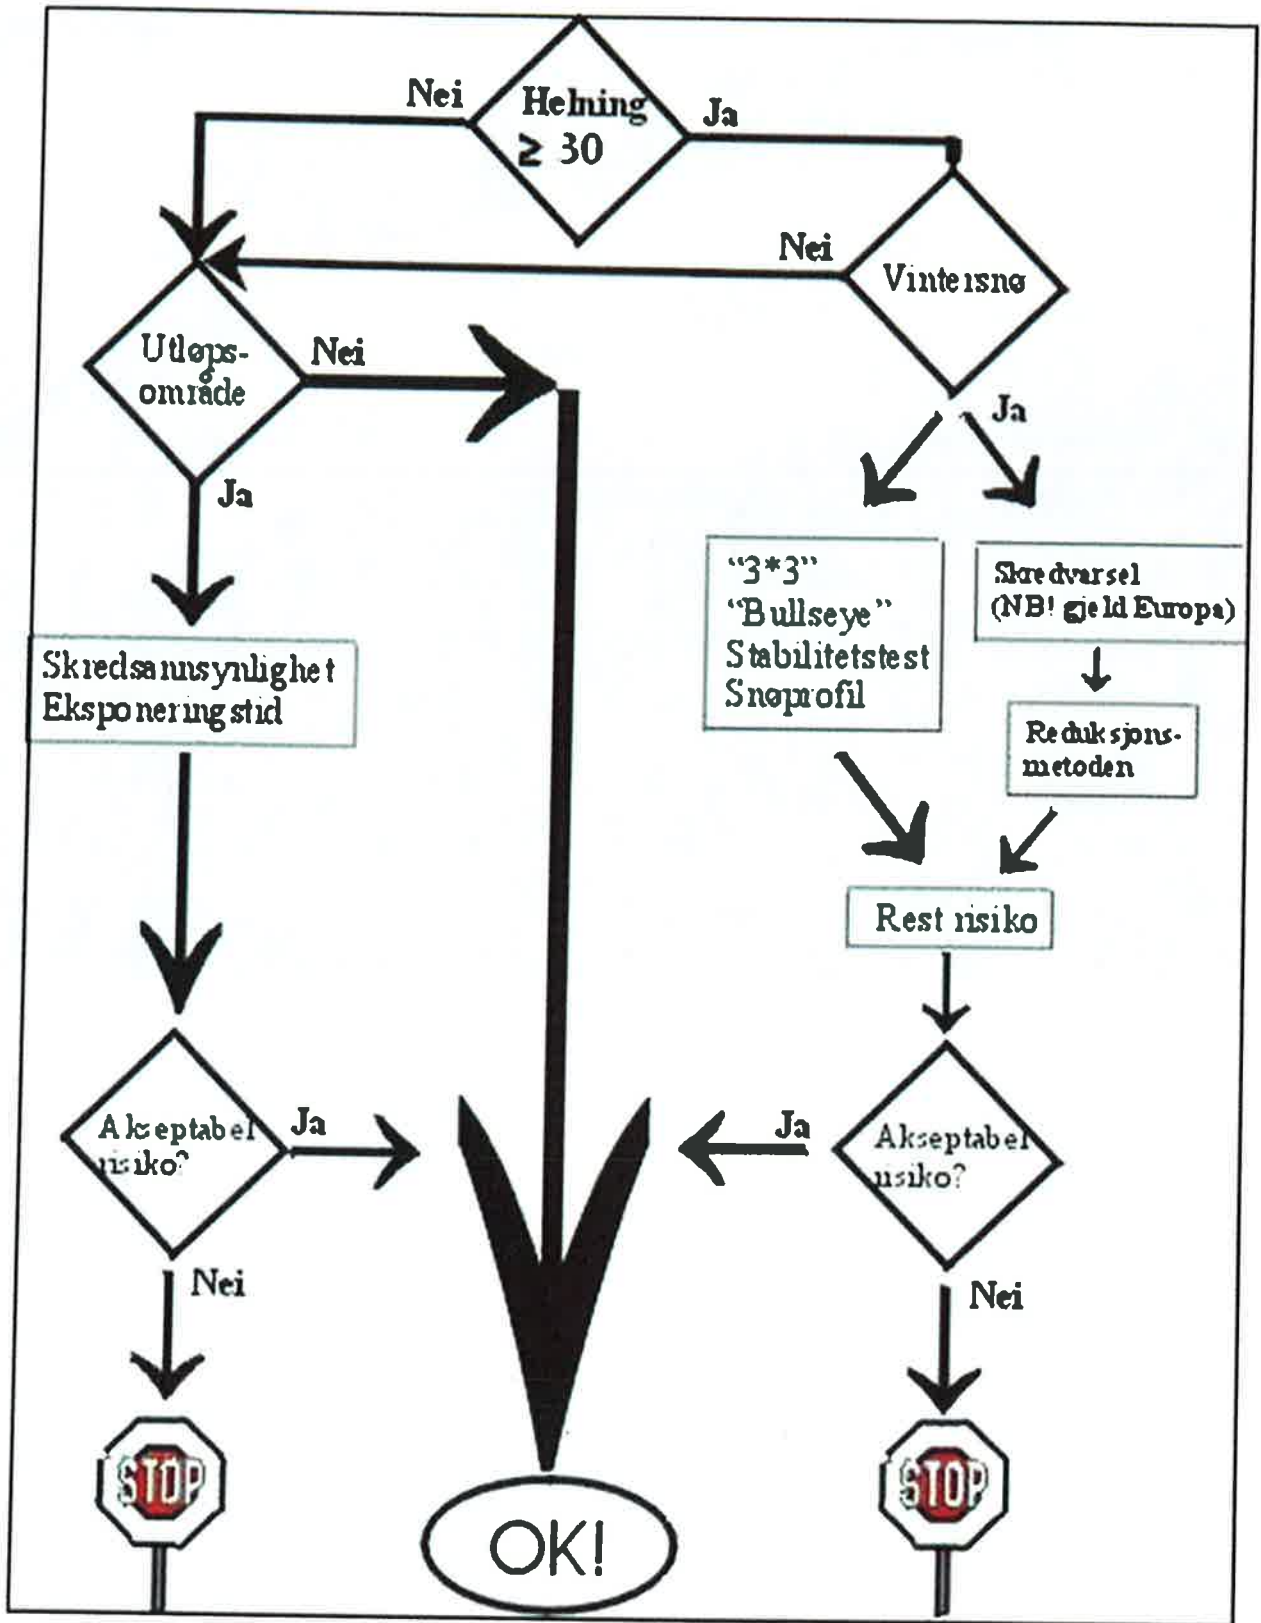 Nei
Helning
≥ 30
Ja
Nei
Vintersnø
Utløps-
område
Nei
Ja
Ja
"3*3"
"Bullseye"
Stabilitetstest
Snøprofil
Skredvarsel
(NB! gjeld Europa)
Skredsannsynlighet
Eksponeringstid
Reduksjons-
metoden
Rest risiko
Akseptabel
risiko?
Ja
Ja
Akseptabel
risiko?
Nei
Nei
STOP
STOP
OK!